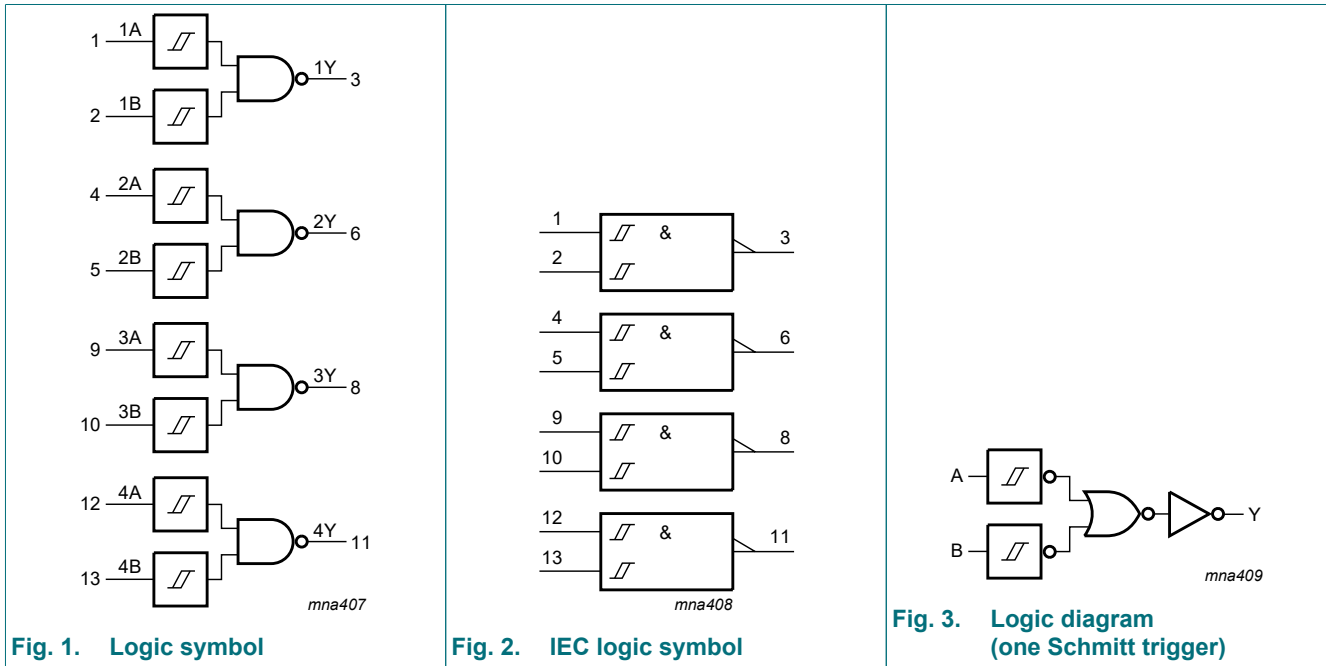 1 1A
1Y 3
2 1B
4 2A
2Y 6
5 2B
9 3A
3Y 8
10 3B
12 4A
4Y 11
13 4B
mna407
Fig. 1. Logic symbol
1 & 3
2
4 & 6
5
9 & 8
10
12 & 11
13
mna408
Fig. 2. IEC logic symbol
A
Y
B
mna409
Fig. 3. Logic diagram
(one Schmitt trigger)